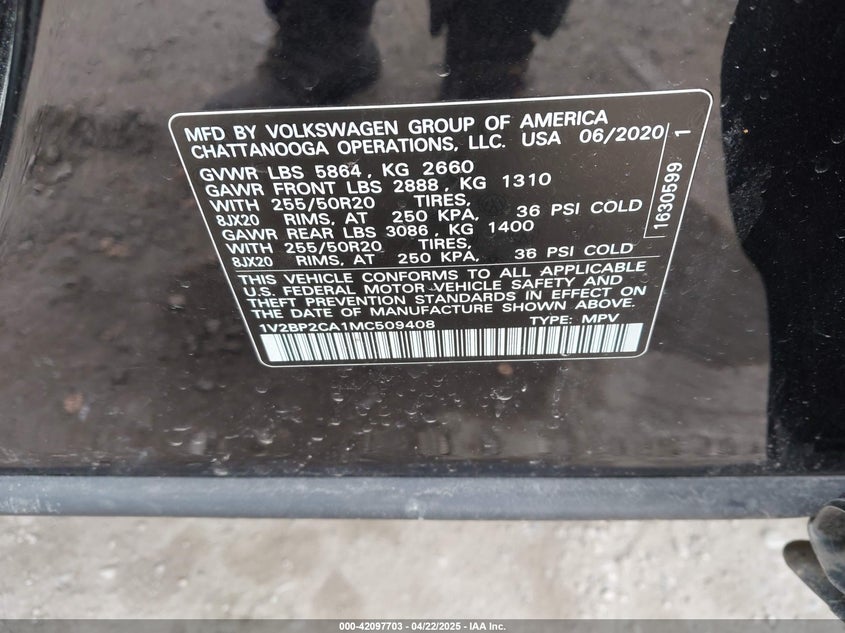 MFD BY VOLKSWAGEN GROUP OF AMERICA
CHATTANOOGA OPERATIONS, LLC. USA 06/2020
GVWR LBS 5864, KG 2660
GAWR FRONT LBS 2888, KG 1310
WITH 255/50R20 TIRES,
8JX20 RIMS, AT 250 KPA, 36 PSI COLD
GAWR REAR LBS 3086, KG 1400
WITH 255/50R20 TIRES,
8JX20 RIMS, AT 250 KPA, 36 PSI COLD
THIS VEHICLE CONFORMS TO ALL APPLICABLE
U.S. FEDERAL MOTOR VEHICLE SAFETY AND
THEFT PREVENTION STANDARDS IN EFFECT ON
THE DATE OF MANUFACTURE SHOWN ABOVE.
1V2BP2CA1MC509408 TYPE: MPV
1630599 1
000-42097703 - 04/22/2025 - IAA Inc.